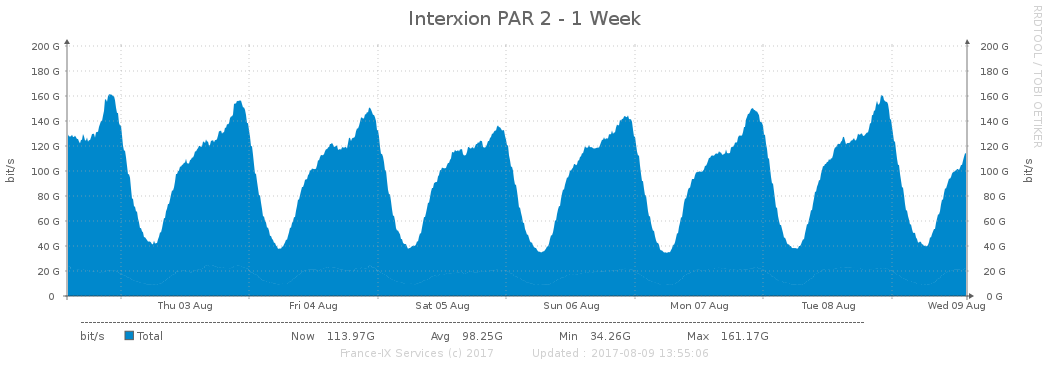 Interxion PAR 2 - 1 Week
RRDTOOL / TOBI OETIKER
200 G 200 G
180 G 180 G
160 G 160 G
140 G 140 G
120 G 120 G
100 G 100 G
80 G 80 G
60 G 60 G
40 G 40 G
20 G 20 G
0 0 G
bit/s
bit/s
Thu 03 Aug Fri 04 Aug Sat 05 Aug Sun 06 Aug Mon 07 Aug Tue 08 Aug Wed 09 Aug
bit/s Total Now 113.97G Avg 98.25G Min 34.26G Max 161.17G
France-IX Services (c) 2017 Updated : 2017-08-09 13:55:06